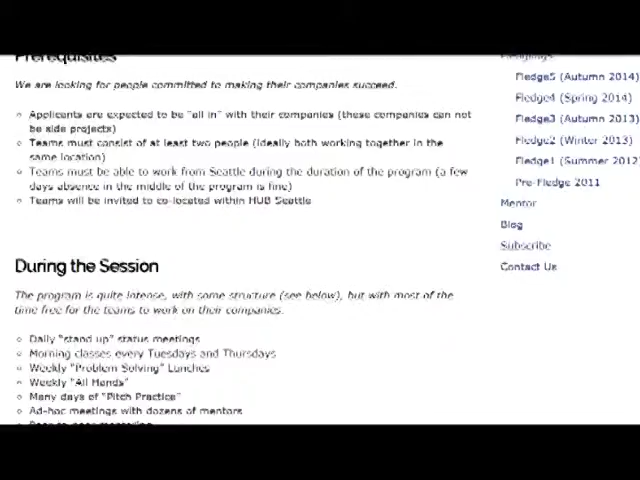 Prerequisites
We are looking for people committed to making their companies succeed.
Applicants are expected to be "all in" with their companies (these companies can not
be side projects)
Teams must consist of at least two people (ideally both working together in the
same location)
Teams must be able to work from Seattle during the duration of the program (a few
days absence in the middle of the program is fine)
Teams will be invited to co-located within HUB Seattle
During the Session
The program is quite intense, with some structure (see below), but with most of the
time free for the teams to work on their companies.
Daily "stand up" status meetings
Morning classes every Tuesdays and Thursdays
Weekly "Problem Solving" Lunches
Weekly "All Hands"
Many days of "Pitch Practice"
Ad-hoc meetings with dozens of mentors
Peer to peer mentoring
Fledge5 (Autumn 2014)
Fledge4 (Spring 2014)
Fledge3 (Autumn 2013)
Fledge2 (Winter 2013)
Fledge1 (Summer 2012)
Pre-Fledge 2011
Mentor
Blog
Subscribe
Contact Us